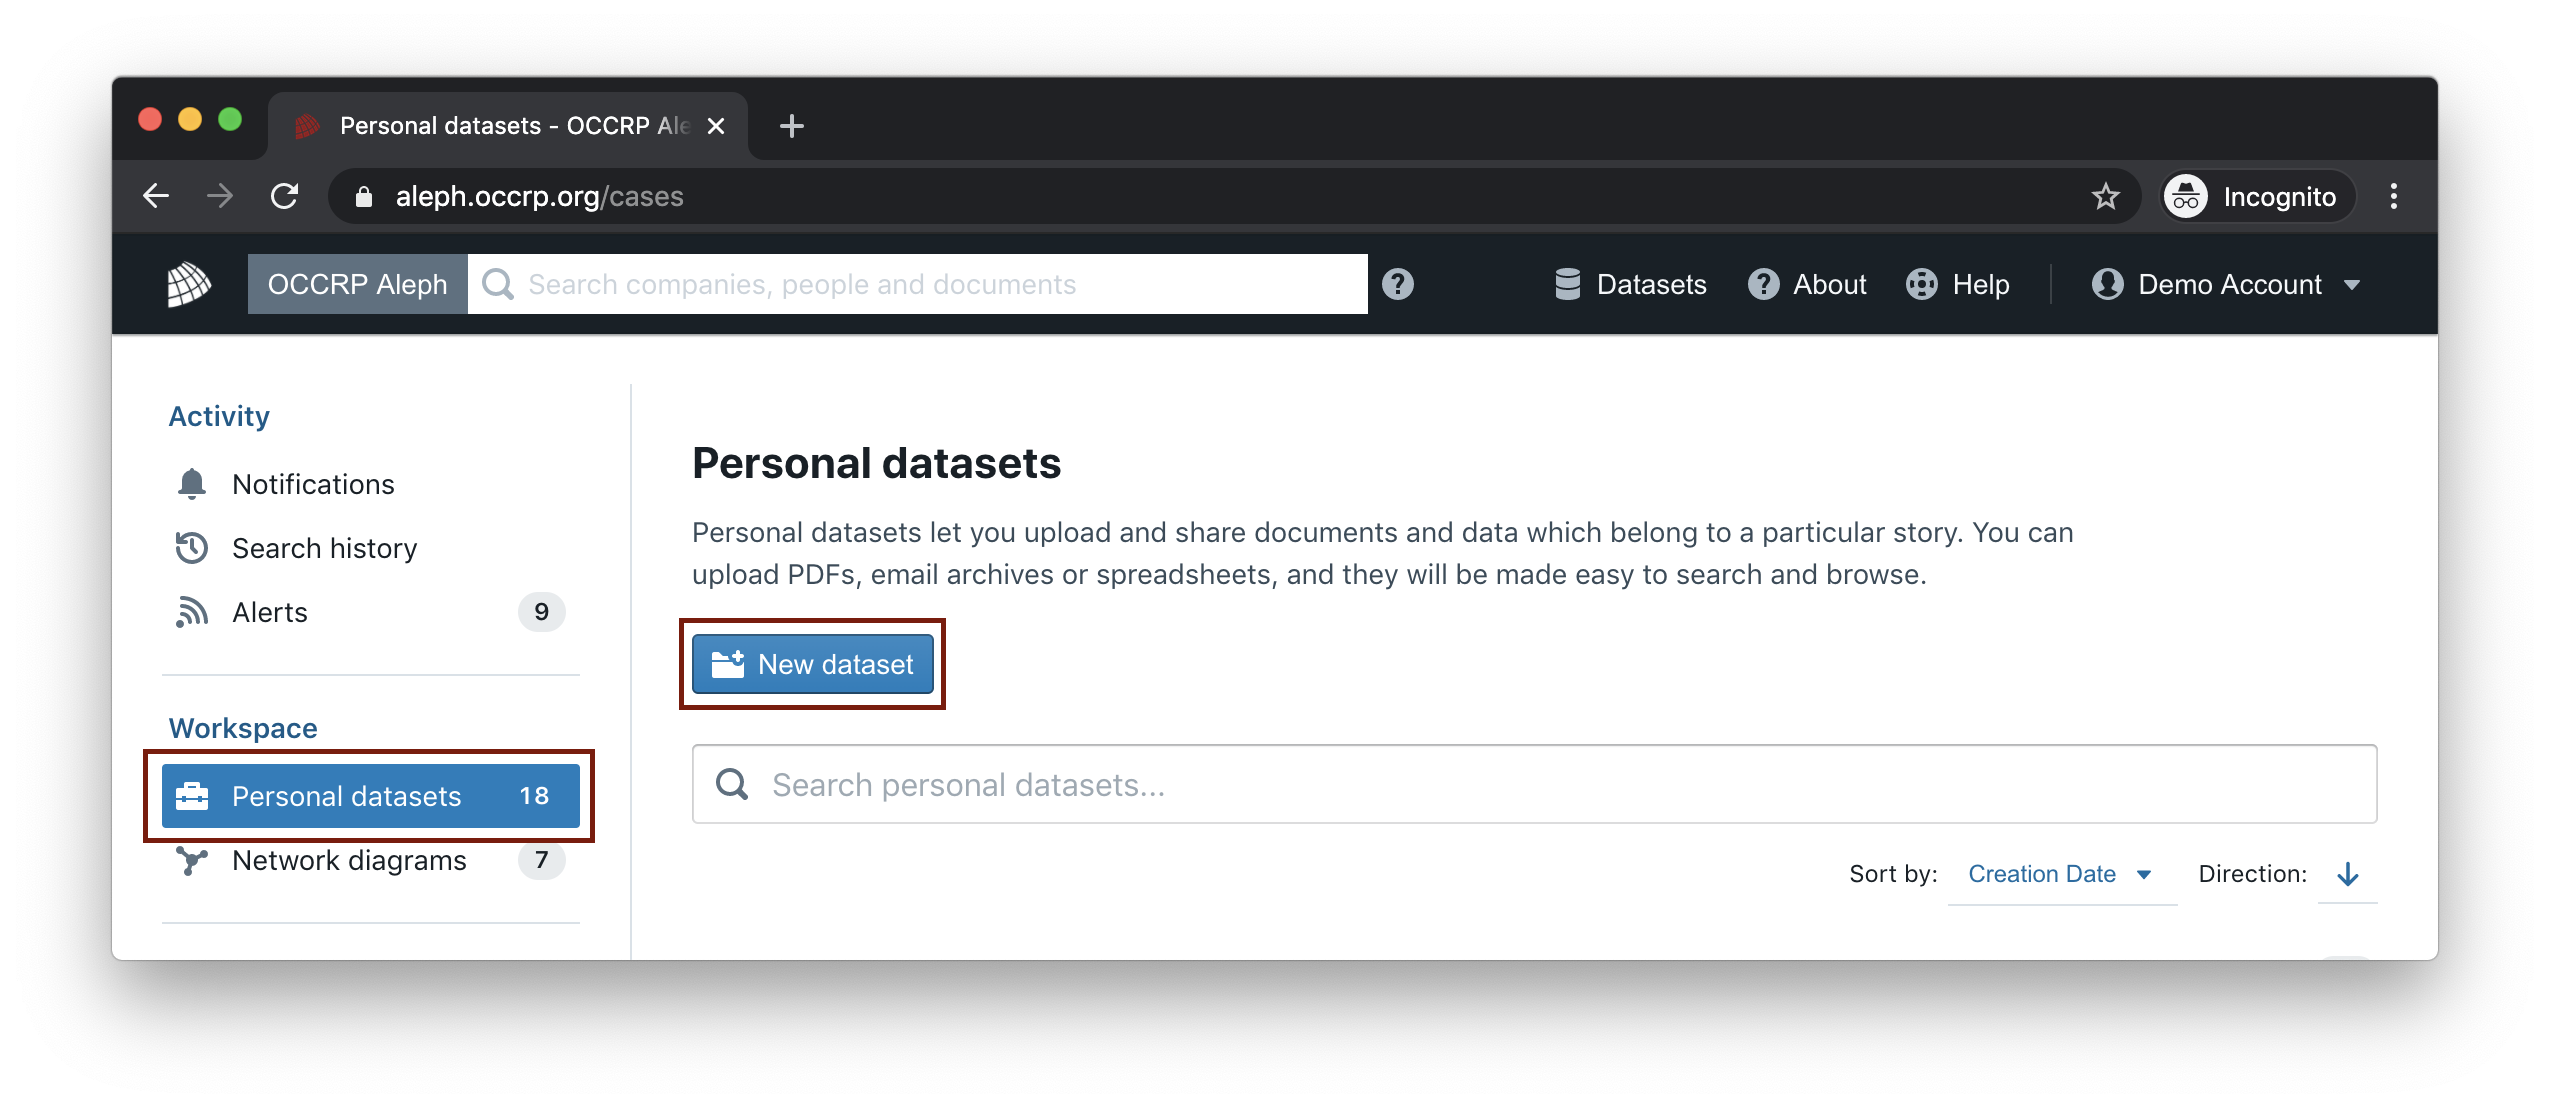 Personal datasets - OCCRP Ale
aleph.occrp.org/cases
Incognito
OCCRP Aleph
Search companies, people and documents
Datasets
About
Help
Demo Account
Activity
Notifications
Search history
Alerts 9
Workspace
Personal datasets 18
Network diagrams 7
Personal datasets
Personal datasets let you upload and share documents and data which belong to a particular story. You can
upload PDFs, email archives or spreadsheets, and they will be made easy to search and browse.
New dataset
Search personal datasets...
Sort by: Creation Date Direction: